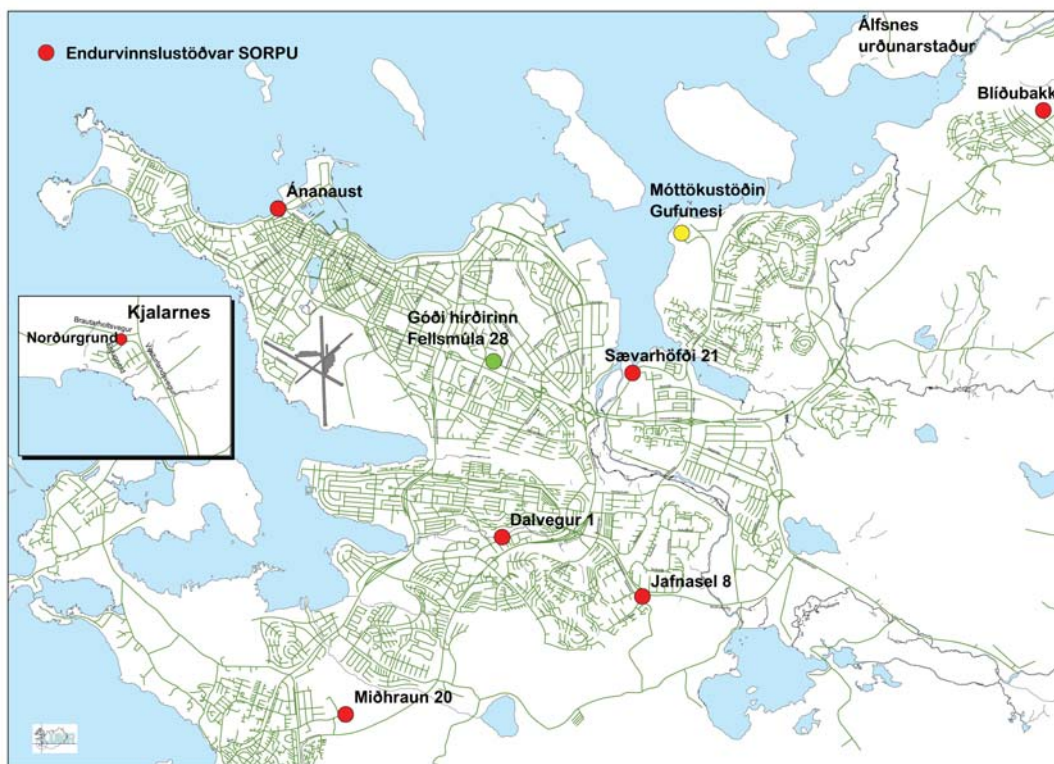 Endurvinnslustöðvar SORPU
Álfsnes
urðunarstaður
Blíðubakk
Ánanaust
Móttökustöðin
Gufunesi
Kjalarnes
Brautarholtsvegur
Norðurgrund
Góði hirðirinn
Fellsmúla 28
Sævarhöfði 21
Dalvegur 1
Jafnasel 8
Miðhraun 20